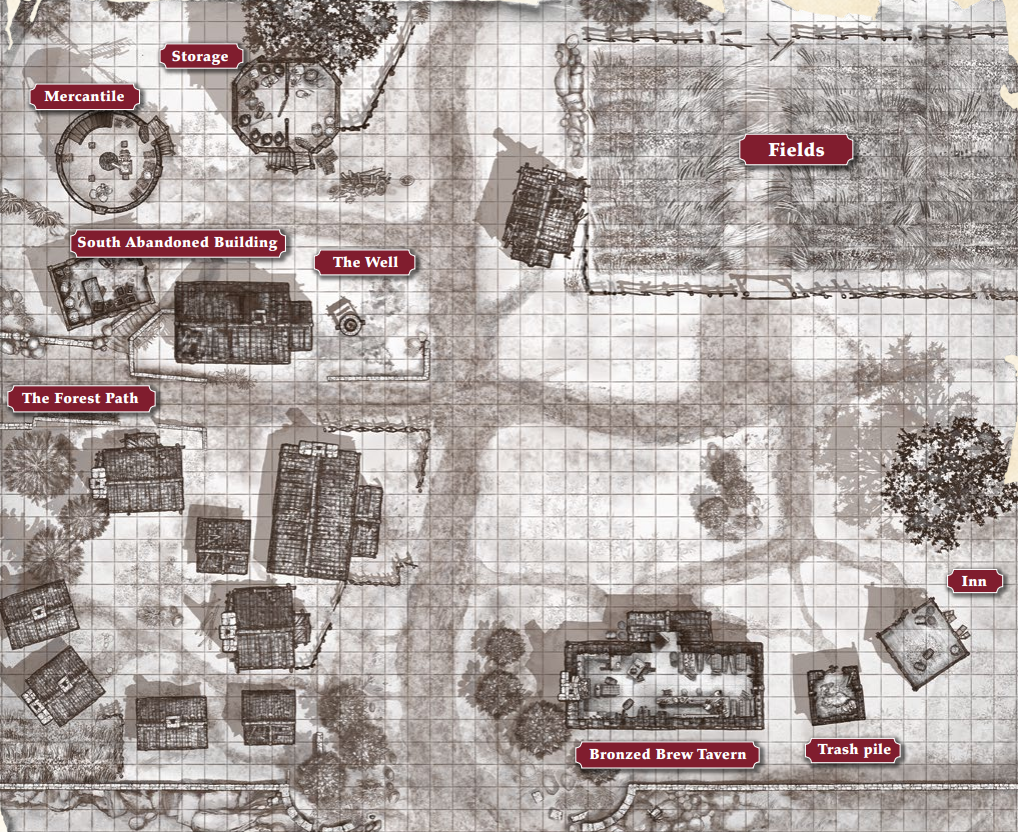 Storage
Mercantile
Fields
South Abandoned Building
The Well
The Forest Path
Inn
Bronzed Brew Tavern
Trash pile